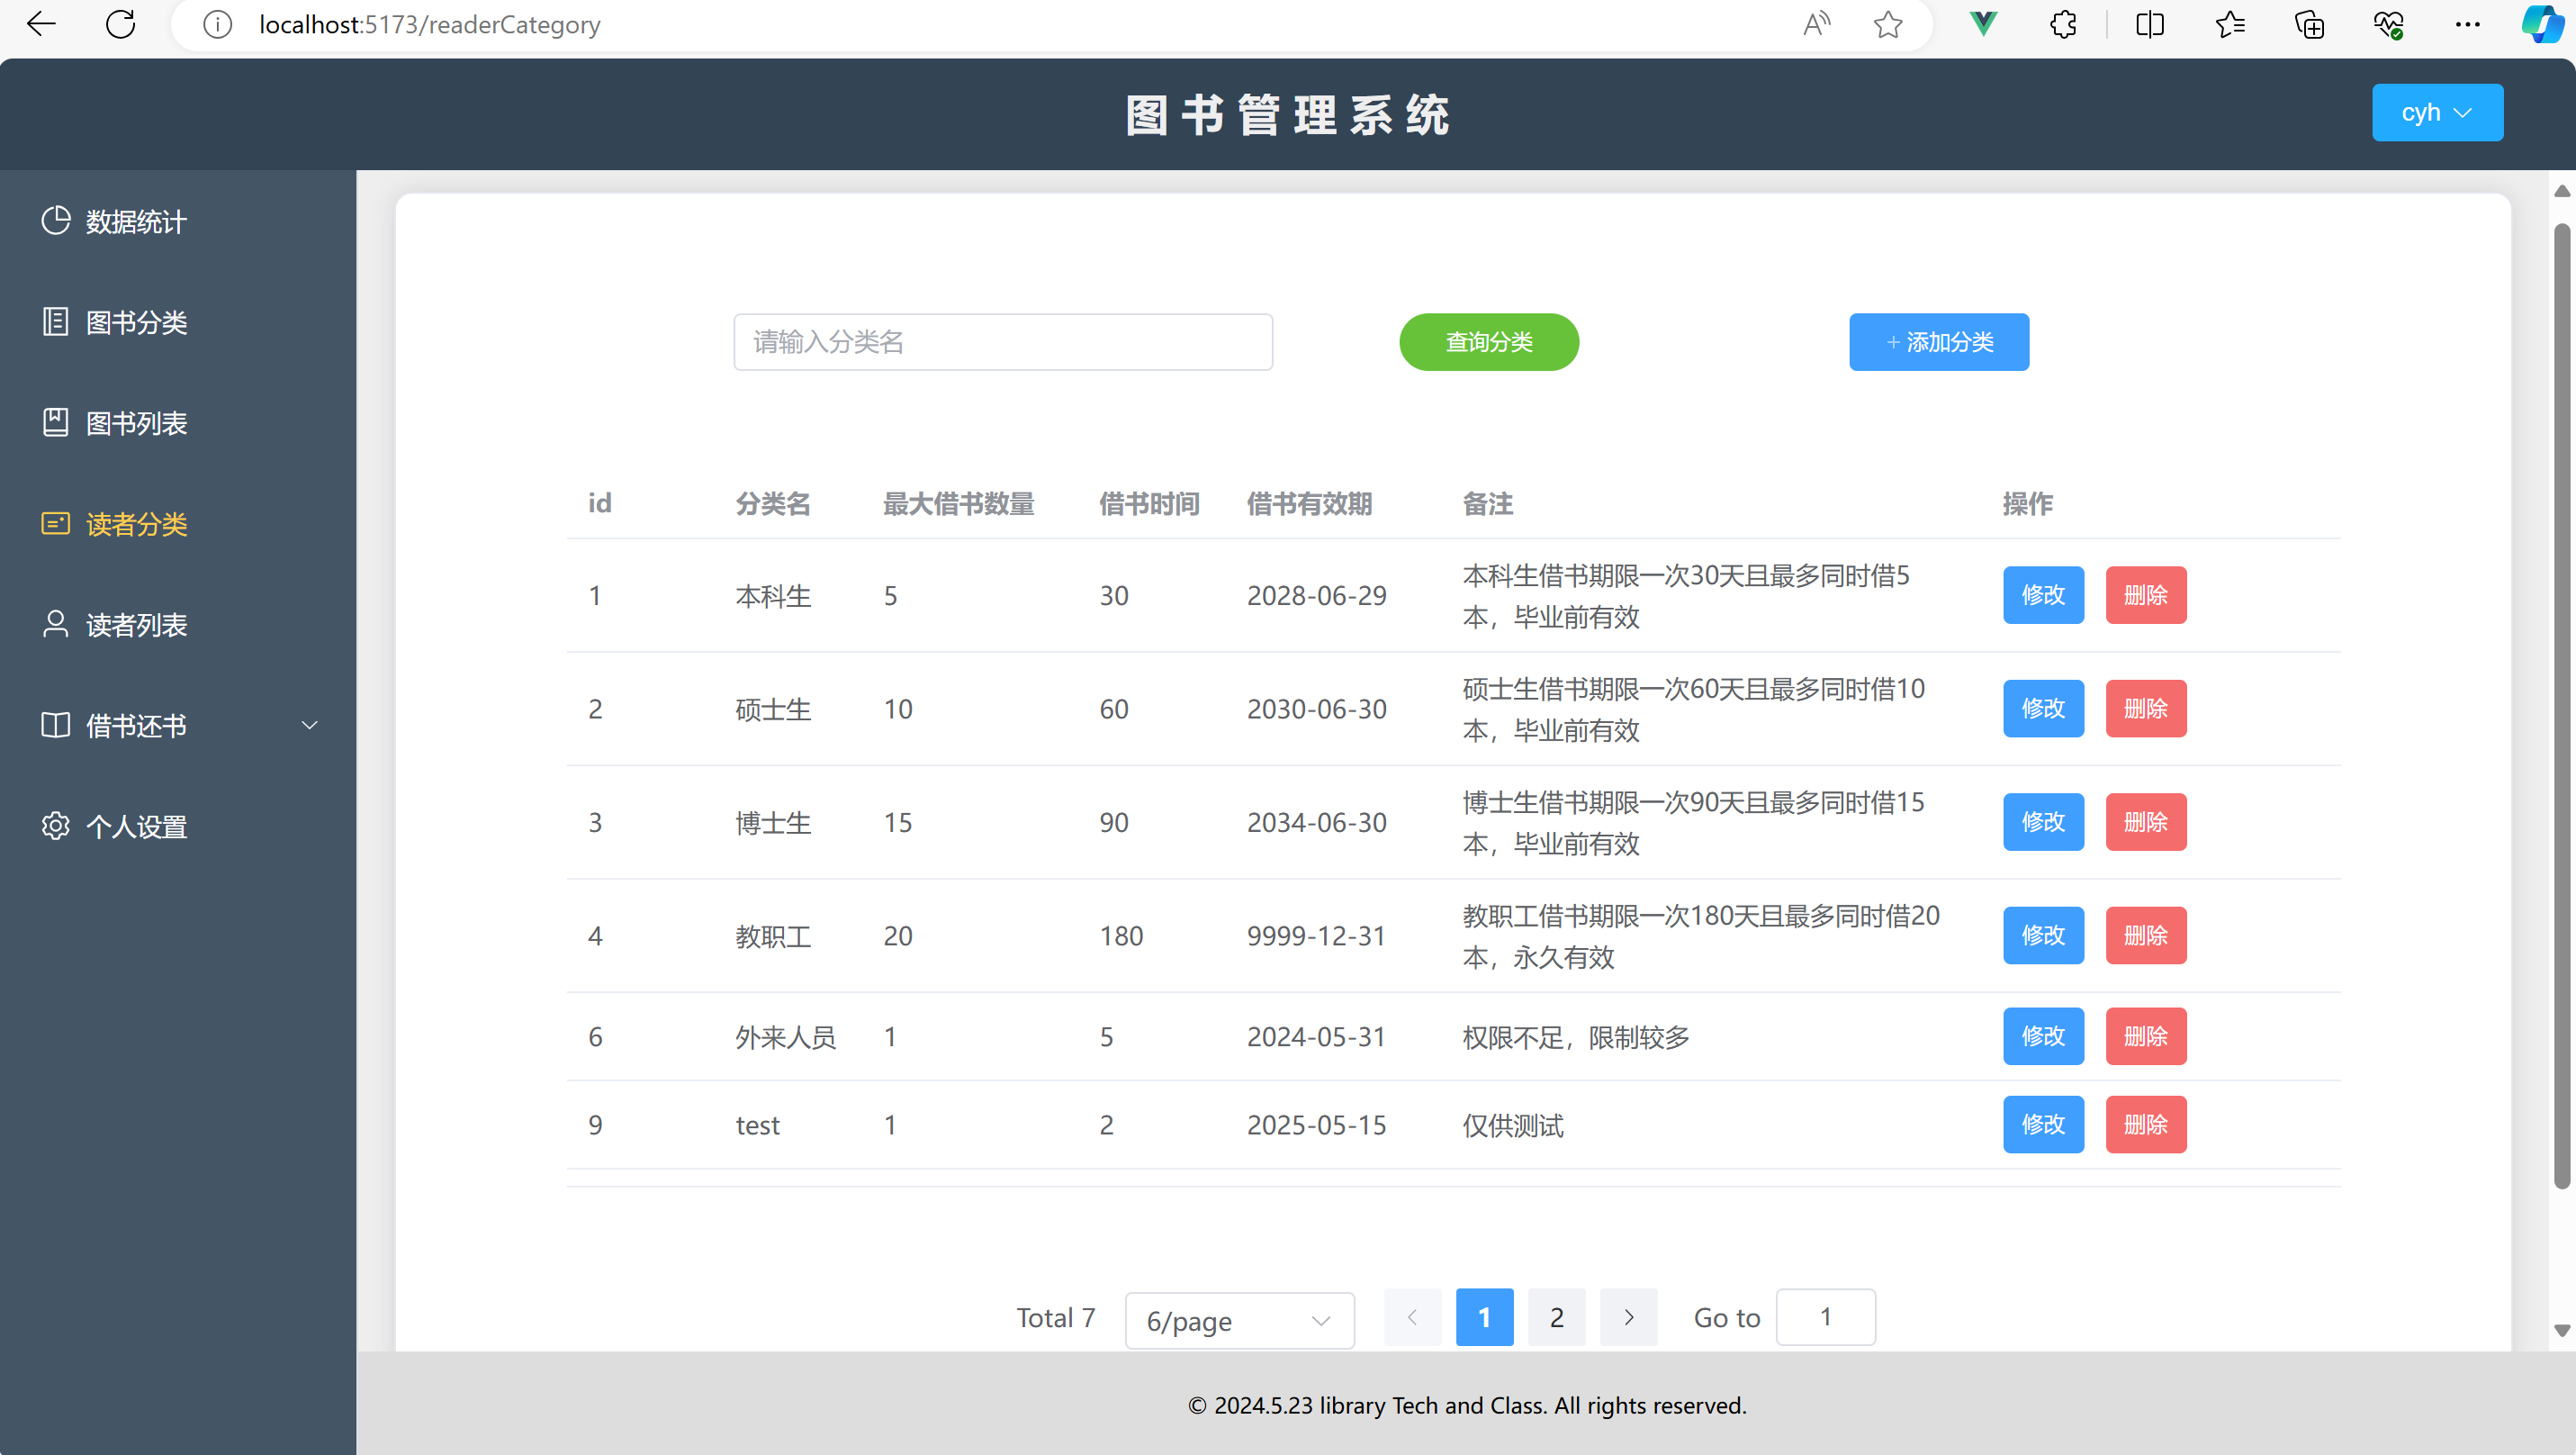 localhost:5173/readerCategory
图书管理系统
cyh
数据统计
图书分类
图书列表
读者分类
读者列表
借书还书
个人设置
请输入分类名
查询分类
+ 添加分类
id 分类名 最大借书数量 借书时间 借书有效期 备注 操作
1 本科生 5 30 2028-06-29 本科生借书期限一次30天且最多同时借5
本，毕业前有效
修改 删除
2 硕士生 10 60 2030-06-30 硕士生借书期限一次60天且最多同时借10
本，毕业前有效
修改 删除
3 博士生 15 90 2034-06-30 博士生借书期限一次90天且最多同时借15
本，毕业前有效
修改 删除
4 教职工 20 180 9999-12-31 教职工借书期限一次180天且最多同时借20
本，永久有效
修改 删除
6 外来人员 1 5 2024-05-31 权限不足，限制较多 修改 删除
9 test 1 2 2025-05-15 仅供测试 修改 删除
Total 7 6/page 1 2 Go to 1
© 2024.5.23 library Tech and Class. All rights reserved.